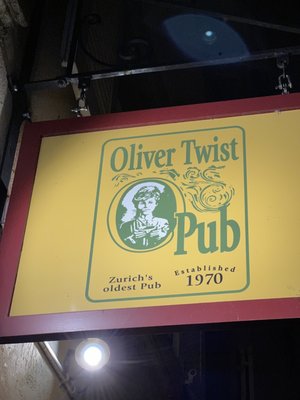 Oliver Twist
Pub
Zurich's
oldest Pub
Established
1970